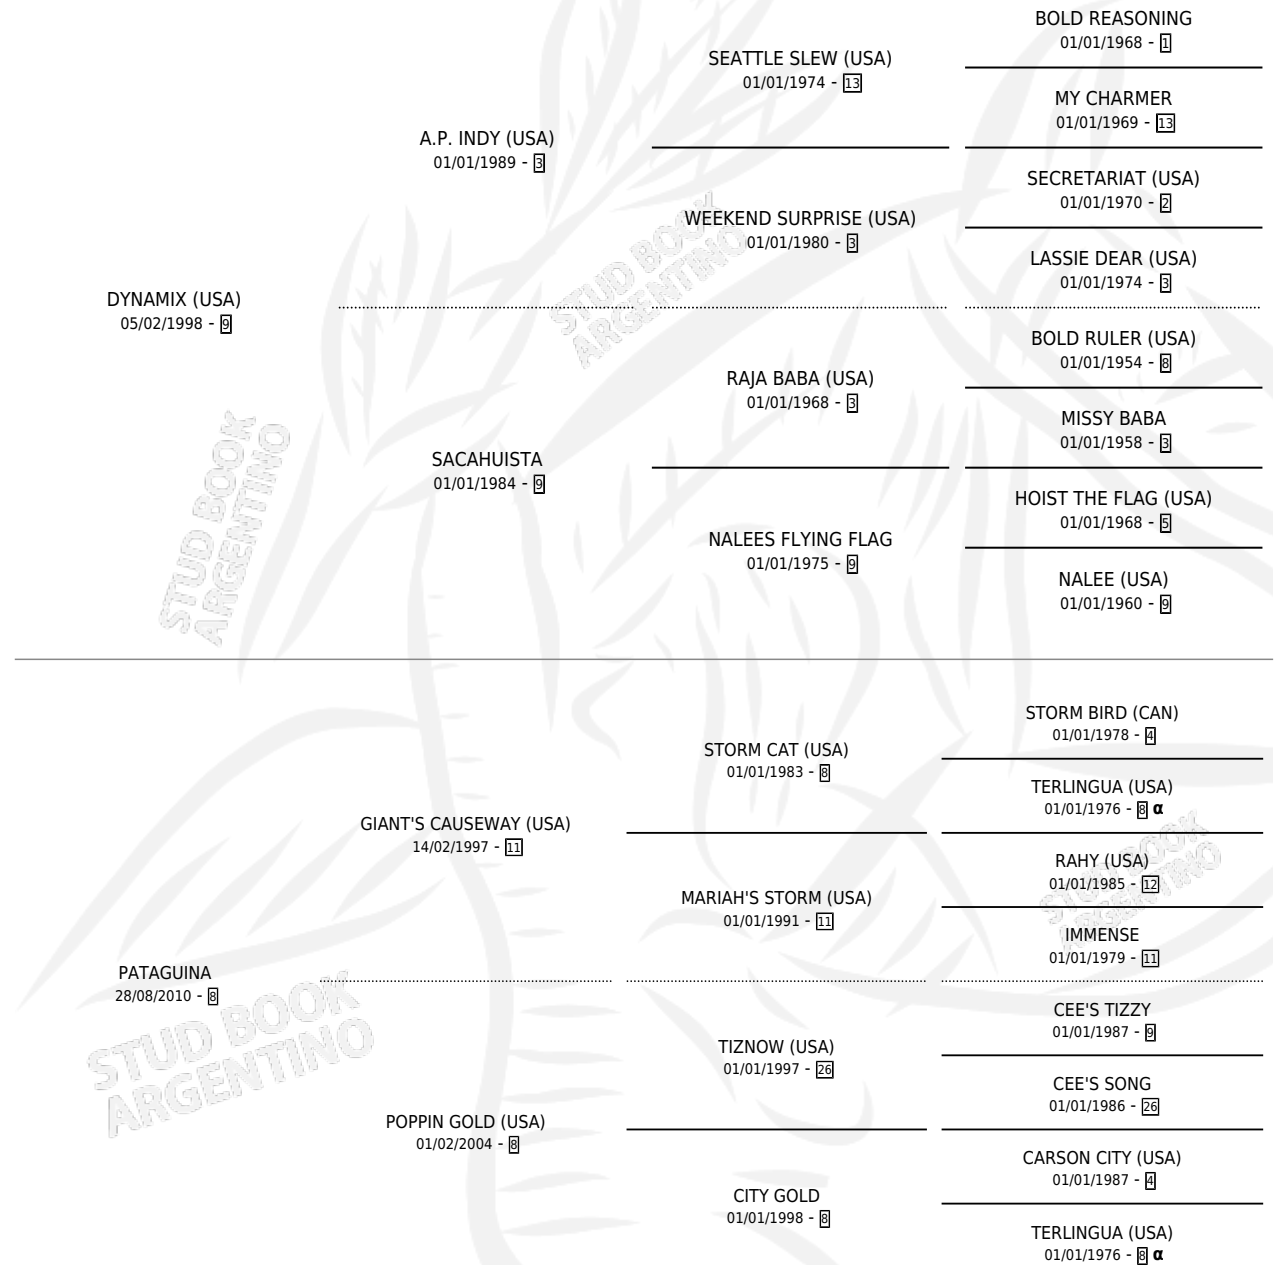 BOLD REASONING
01/01/1968 - 1
SEATTLE SLEW (USA)
01/01/1974 - 13
MY CHARMER
01/01/1969 - 13
A.P. INDY (USA)
01/01/1989 - 3
SECRETARIAT (USA)
01/01/1970 - 2
WEEKEND SURPRISE (USA)
01/01/1980 - 3
LASSIE DEAR (USA)
01/01/1974 - 3
DYNAMIX (USA)
05/02/1998 - 9
BOLD RULER (USA)
01/01/1954 - 8
RAJA BABA (USA)
01/01/1968 - 3
MISSY BABA
01/01/1958 - 3
SACAHUISTA
01/01/1984 - 9
HOIST THE FLAG (USA)
01/01/1968 - 5
NALEES FLYING FLAG
01/01/1975 - 9
NALEE (USA)
01/01/1960 - 9
STORM BIRD (CAN)
01/01/1978 - 4
STORM CAT (USA)
01/01/1983 - 8
TERLINGUA (USA)
01/01/1976 - 8 α
GIANT'S CAUSEWAY (USA)
14/02/1997 - 11
RAHY (USA)
01/01/1985 - 12
MARIAH'S STORM (USA)
01/01/1991 - 11
IMMENSE
01/01/1979 - 11
PATAGUINA
28/08/2010 - 8
CEE'S TIZZY
01/01/1987 - 9
TIZNOW (USA)
01/01/1997 - 26
CEE'S SONG
01/01/1986 - 26
POPPIN GOLD (USA)
01/02/2004 - 8
CARSON CITY (USA)
01/01/1987 - 4
CITY GOLD
01/01/1998 - 8
TERLINGUA (USA)
01/01/1976 - 8 α
STUD BOOK
ARGENTINO
STUD BOOK
ARGENTINO
STUD BOOK
ARGENTINO
STUD BOOK
ARGENTINO